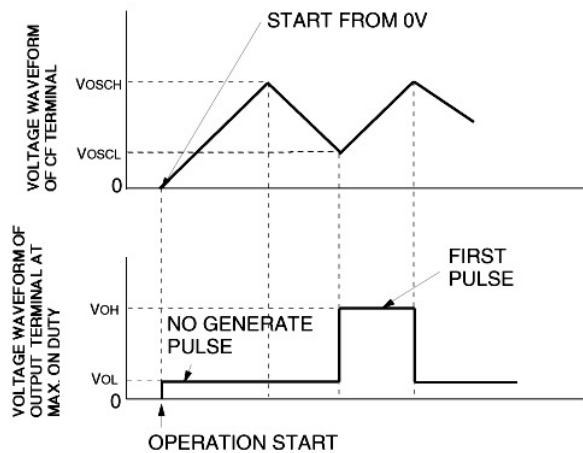 START FROM 0V
VOLTAGE WAVEFORM
OF CF TERMINAL
VOSCH
VOSCL
0
VOLTAGE WAVEFORM OF
OUTPUT TERMINAL AT
MAX. ON DUTY
FIRST
PULSE
VOH
NO GENERATE
PULSE
VOL
0
OPERATION START